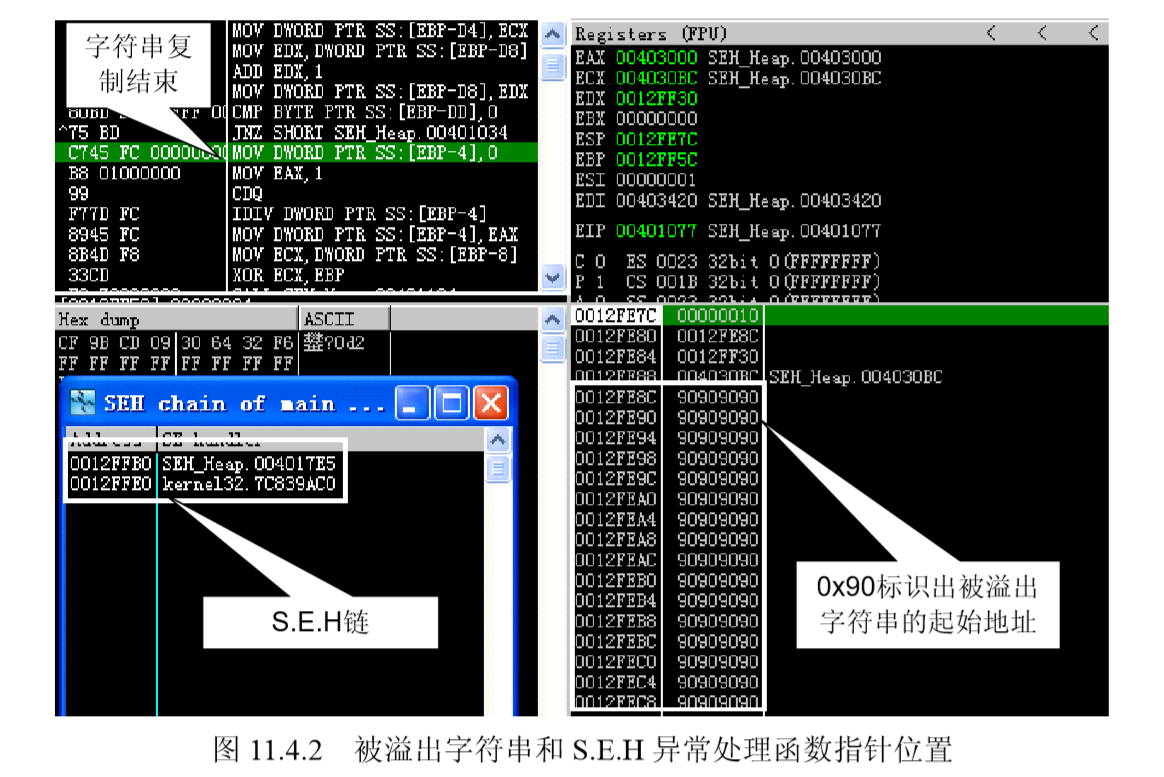 字符串复
制结束
MOV DWORD PTR SS:[EBP-D4],ECX
MOV EDX,DWORD PTR SS:[EBP-D8]
ADD EDX,1
MOV DWORD PTR SS:[EBP-D8],EDX
CMP BYTE PTR SS:[EBP-DD],0
^75 BD JNZ SHORT SEH_Heap.00401034
C745 FC 00000000 MOV DWORD PTR SS:[EBP-4],0
B8 01000000 MOV EAX,1
99 CDQ
F77D FC IDIV DWORD PTR SS:[EBP-4]
8945 FC MOV DWORD PTR SS:[EBP-4],EAX
8B4D F8 MOV ECX,DWORD PTR SS:[EBP-8]
33CD XOR ECX,EBP
Registers (FPU) < < <
EAX 00403000 SEH_Heap.00403000
ECX 004030BC SEH_Heap.004030BC
EDX 0012FF30
EBX 00000000
ESP 0012FE7C
EBP 0012FF5C
ESI 00000001
EDI 00403420 SEH_Heap.00403420
EIP 00401077 SEH_Heap.00401077
C 0 ES 0023 32bit 0(FFFFFFFF)
P 1 CS 001B 32bit 0(FFFFFFFF)
A 0 SS 0023 32bit 0(FFFFFFFF)
Hex dump ASCII
CF 9B CD 09 30 64 32 F6 ?0d2
FF FF FF FF FF FF FF FF
SEH chain of main ...
Address SE handler
0012FFB0 SEH_Heap.004017E5
0012FFE0 kernel32.7C839AC0
S.E.H链
0012FE7C 00000010
0012FE80 0012FE8C
0012FE84 0012FF30
0012FE88 004030BC SEH_Heap.004030BC
0012FE8C 90909090
0012FE90 90909090
0012FE94 90909090
0012FE98 90909090
0012FE9C 90909090
0012FEA0 90909090
0012FEA4 90909090
0012FEA8 90909090
0012FEAC 90909090
0012FEB0 90909090
0012FEB4 90909090
0012FEB8 90909090
0012FEBC 90909090
0012FEC0 90909090
0012FEC4 90909090
0012FEC8 90909090
0x90标识出被溢出
字符串的起始地址
图 11.4.2 被溢出字符串和 S.E.H 异常处理函数指针位置